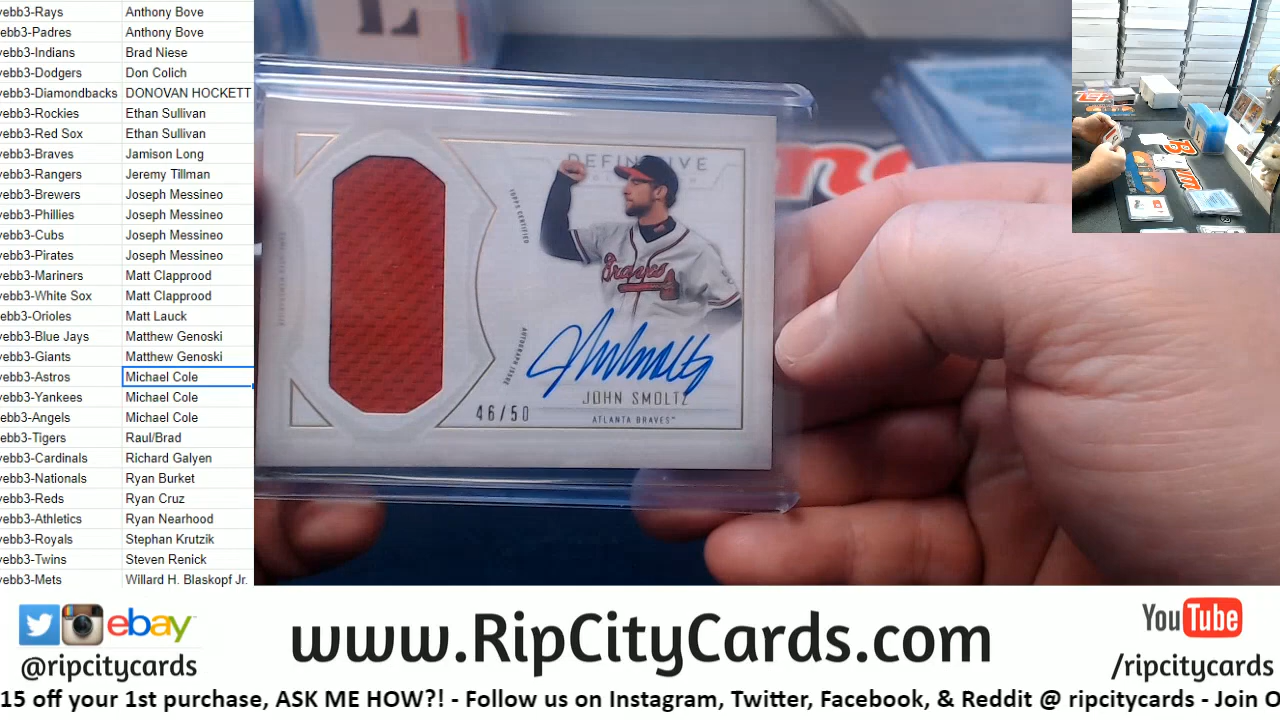 ebb3-Rays Anthony Bove
ebb3-Padres Anthony Bove
ebb3-Indians Brad Niese
ebb3-Dodgers Don Colich
ebb3-Diamondbacks DONOVAN HOCKETT
ebb3-Rockies Ethan Sullivan
ebb3-Red Sox Ethan Sullivan
ebb3-Braves Jamison Long
ebb3-Rangers Jeremy Tillman
ebb3-Brewers Joseph Messineo
ebb3-Phillies Joseph Messineo
ebb3-Cubs Joseph Messineo
ebb3-Pirates Joseph Messineo
ebb3-Mariners Matt Clapprood
ebb3-White Sox Matt Clapprood
ebb3-Orioles Matt Lauck
ebb3-Blue Jays Matthew Genoski
ebb3-Giants Matthew Genoski
ebb3-Astros Michael Cole
ebb3-Yankees Michael Cole
ebb3-Angels Michael Cole
ebb3-Tigers Raul/Brad
ebb3-Cardinals Richard Galyen
ebb3-Nationals Ryan Burket
ebb3-Reds Ryan Cruz
ebb3-Athletics Ryan Nearhood
ebb3-Royals Stephan Krutzik
ebb3-Twins Steven Renick
ebb3-Mets Willard H. Blaskopf Jr.
DEFINITIVE
TOPPS CERTIFIED
AUTOGRAPH ISSUE
Braves
JOHN SMOLTZ
46/50
ATLANTA BRAVES™
ebay
@ripcitycards
www.RipCityCards.com
YouTube
/ripcitycards
15 off your 1st purchase, ASK ME HOW?! - Follow us on Instagram, Twitter, Facebook, & Reddit @ ripcitycards - Join O